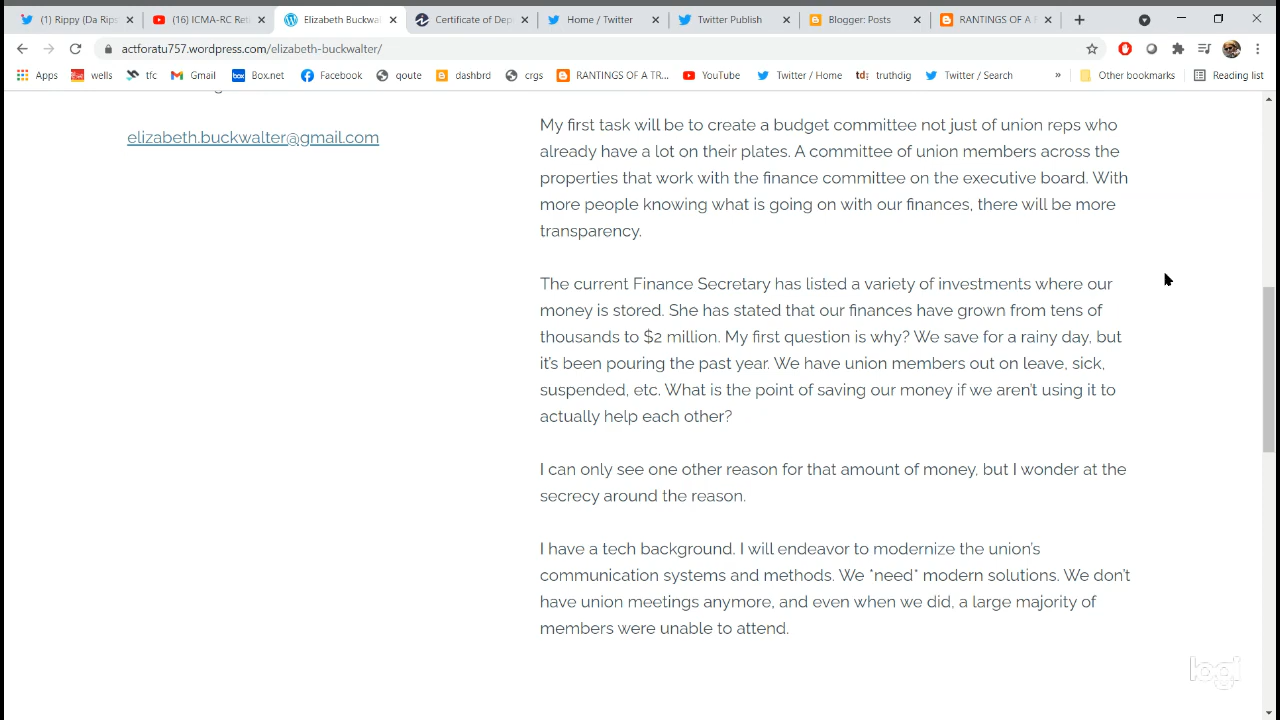 (1) Rippy (Da Rips
(16) ICMA-RC Reti
Elizabeth Buckwal
Certificate of Dep
Home / Twitter
Twitter Publish
Blogger: Posts
RANTINGS OF A F
actforatu757.wordpress.com/elizabeth-buckwalter/
Apps
wells
tfc
Gmail
box
Box.net
Facebook
qoute
dashbrd
crgs
RANTINGS OF A TR...
YouTube
Twitter / Home
td:
truthdig
Twitter / Search
»
Other bookmarks
Reading list
elizabeth.buckwalter@gmail.com
My first task will be to create a budget committee not just of union reps who
already have a lot on their plates. A committee of union members across the
properties that work with the finance committee on the executive board. With
more people knowing what is going on with our finances, there will be more
transparency.
The current Finance Secretary has listed a variety of investments where our
money is stored. She has stated that our finances have grown from tens of
thousands to $2 million. My first question is why? We save for a rainy day, but
it's been pouring the past year. We have union members out on leave, sick,
suspended, etc. What is the point of saving our money if we aren't using it to
actually help each other?
I can only see one other reason for that amount of money, but I wonder at the
secrecy around the reason.
I have a tech background. I will endeavor to modernize the union's
communication systems and methods. We *need* modern solutions. We don't
have union meetings anymore, and even when we did, a large majority of
members were unable to attend.
logi